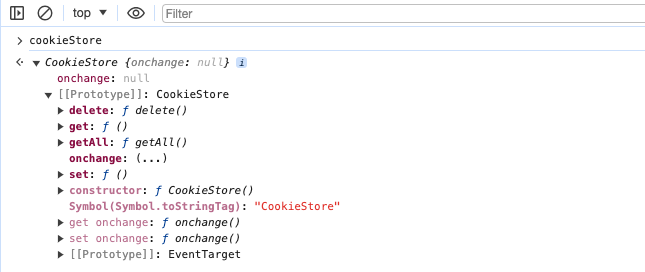 top
Filter
cookieStore
CookieStore {onchange: null} i
onchange: null
[[Prototype]]: CookieStore
delete: ƒ delete()
get: ƒ ()
getAll: ƒ getAll()
onchange: (...)
set: ƒ ()
constructor: ƒ CookieStore()
Symbol(Symbol.toStringTag): "CookieStore"
get onchange: ƒ onchange()
set onchange: ƒ onchange()
[[Prototype]]: EventTarget